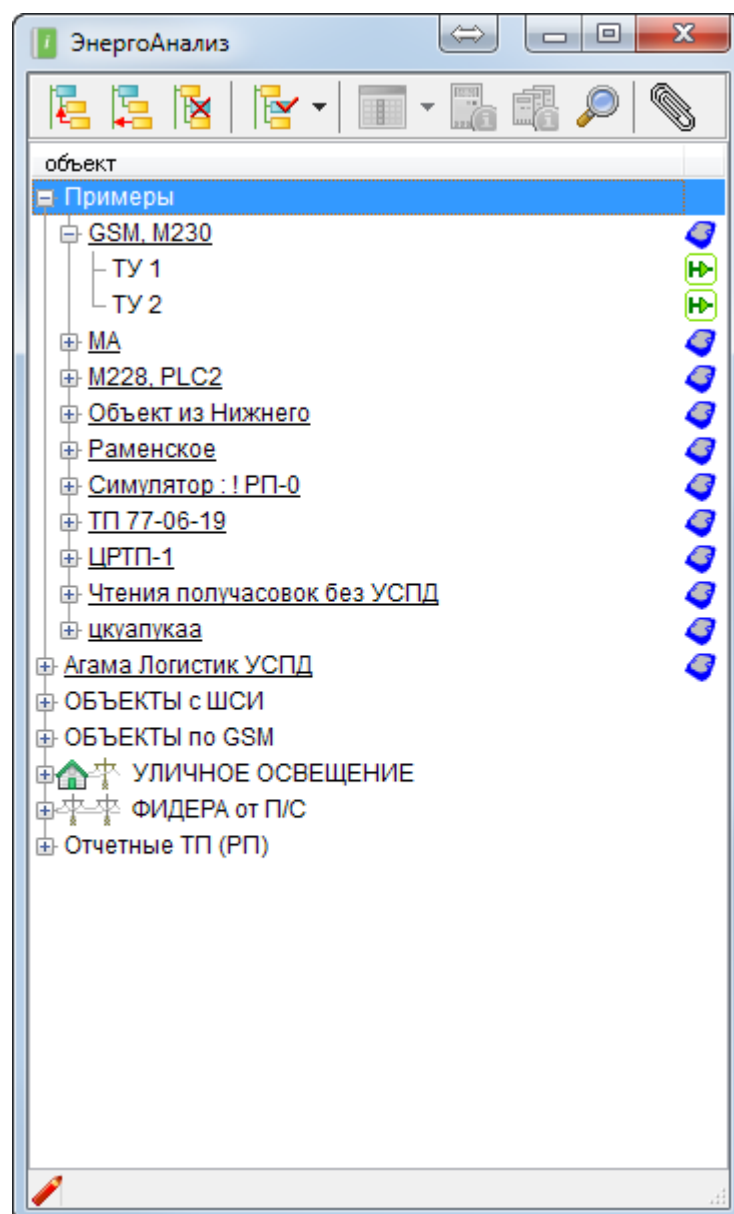 ЭнергоАнализ
объект
Примеры
GSM, M230
ТУ 1
ТУ 2
МА
M228, PLC2
Объект из Нижнего
Раменское
Симулятор : ! РП-0
ТП 77-06-19
ЦРТП-1
Чтения получасовок без УСПД
цкуапукаа
Агама Логистик УСПД
ОБЪЕКТЫ с ШСИ
ОБЪЕКТЫ по GSM
УЛИЧНОЕ ОСВЕЩЕНИЕ
ФИДЕРА от П/С
Отчетные ТП (РП)